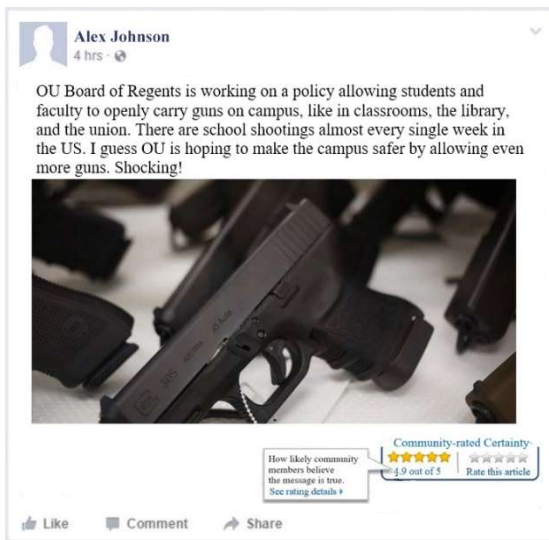 Alex Johnson
4 hrs ·
OU Board of Regents is working on a policy allowing students and
faculty to openly carry guns on campus, like in classrooms, the library,
and the union. There are school shootings almost every single week in
the US. I guess OU is hoping to make the campus safer by allowing even
more guns. Shocking!
GLOCK
30S
.45 Auto
Community-rated Certainty
How likely community
members believe
the message is true.
See rating details
4.9 out of 5
Rate this article
Like
Comment
Share